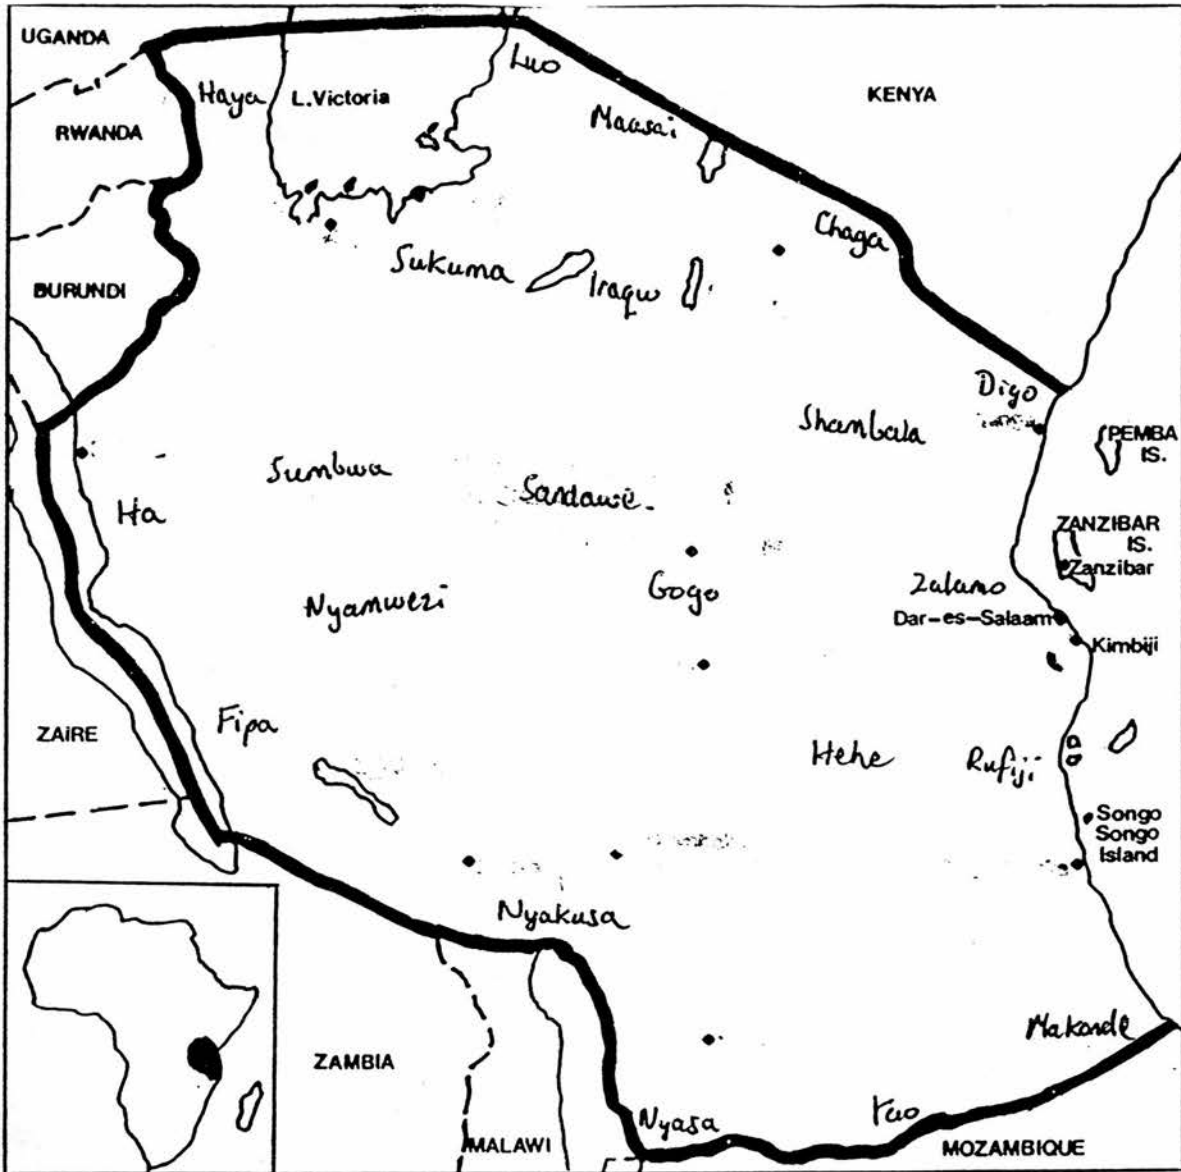 UGANDA
Luo
Haya
L.Victoria
KENYA
Maasai
RWANDA
Chaga
Sukuma
Iraqw
BURUNDI
Digo
Shambala
PEMBA
IS.
Sumbwa
Sandawe
Ha
ZANZIBAR
IS.
Zanzibar
Nyamwezi
Gogo
Zalamo
Dar-es-Salaam
Kimbiji
Fipa
ZAIRE
Hehe
Rufiji
Songo
Songo
Island
Nyakusa
Makonde
ZAMBIA
Nyasa
Yao
MALAWI
MOZAMBIQUE